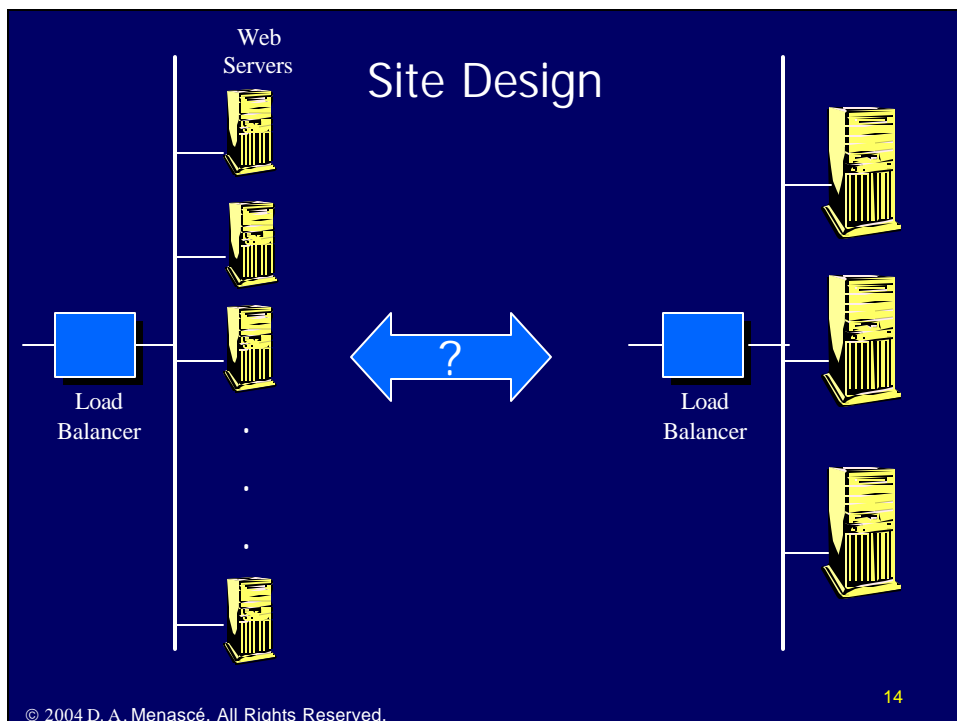 Web
Servers
Site Design
?
Load
Balancer
.
.
.
Load
Balancer
14
© 2004 D. A. Menascé. All Rights Reserved.